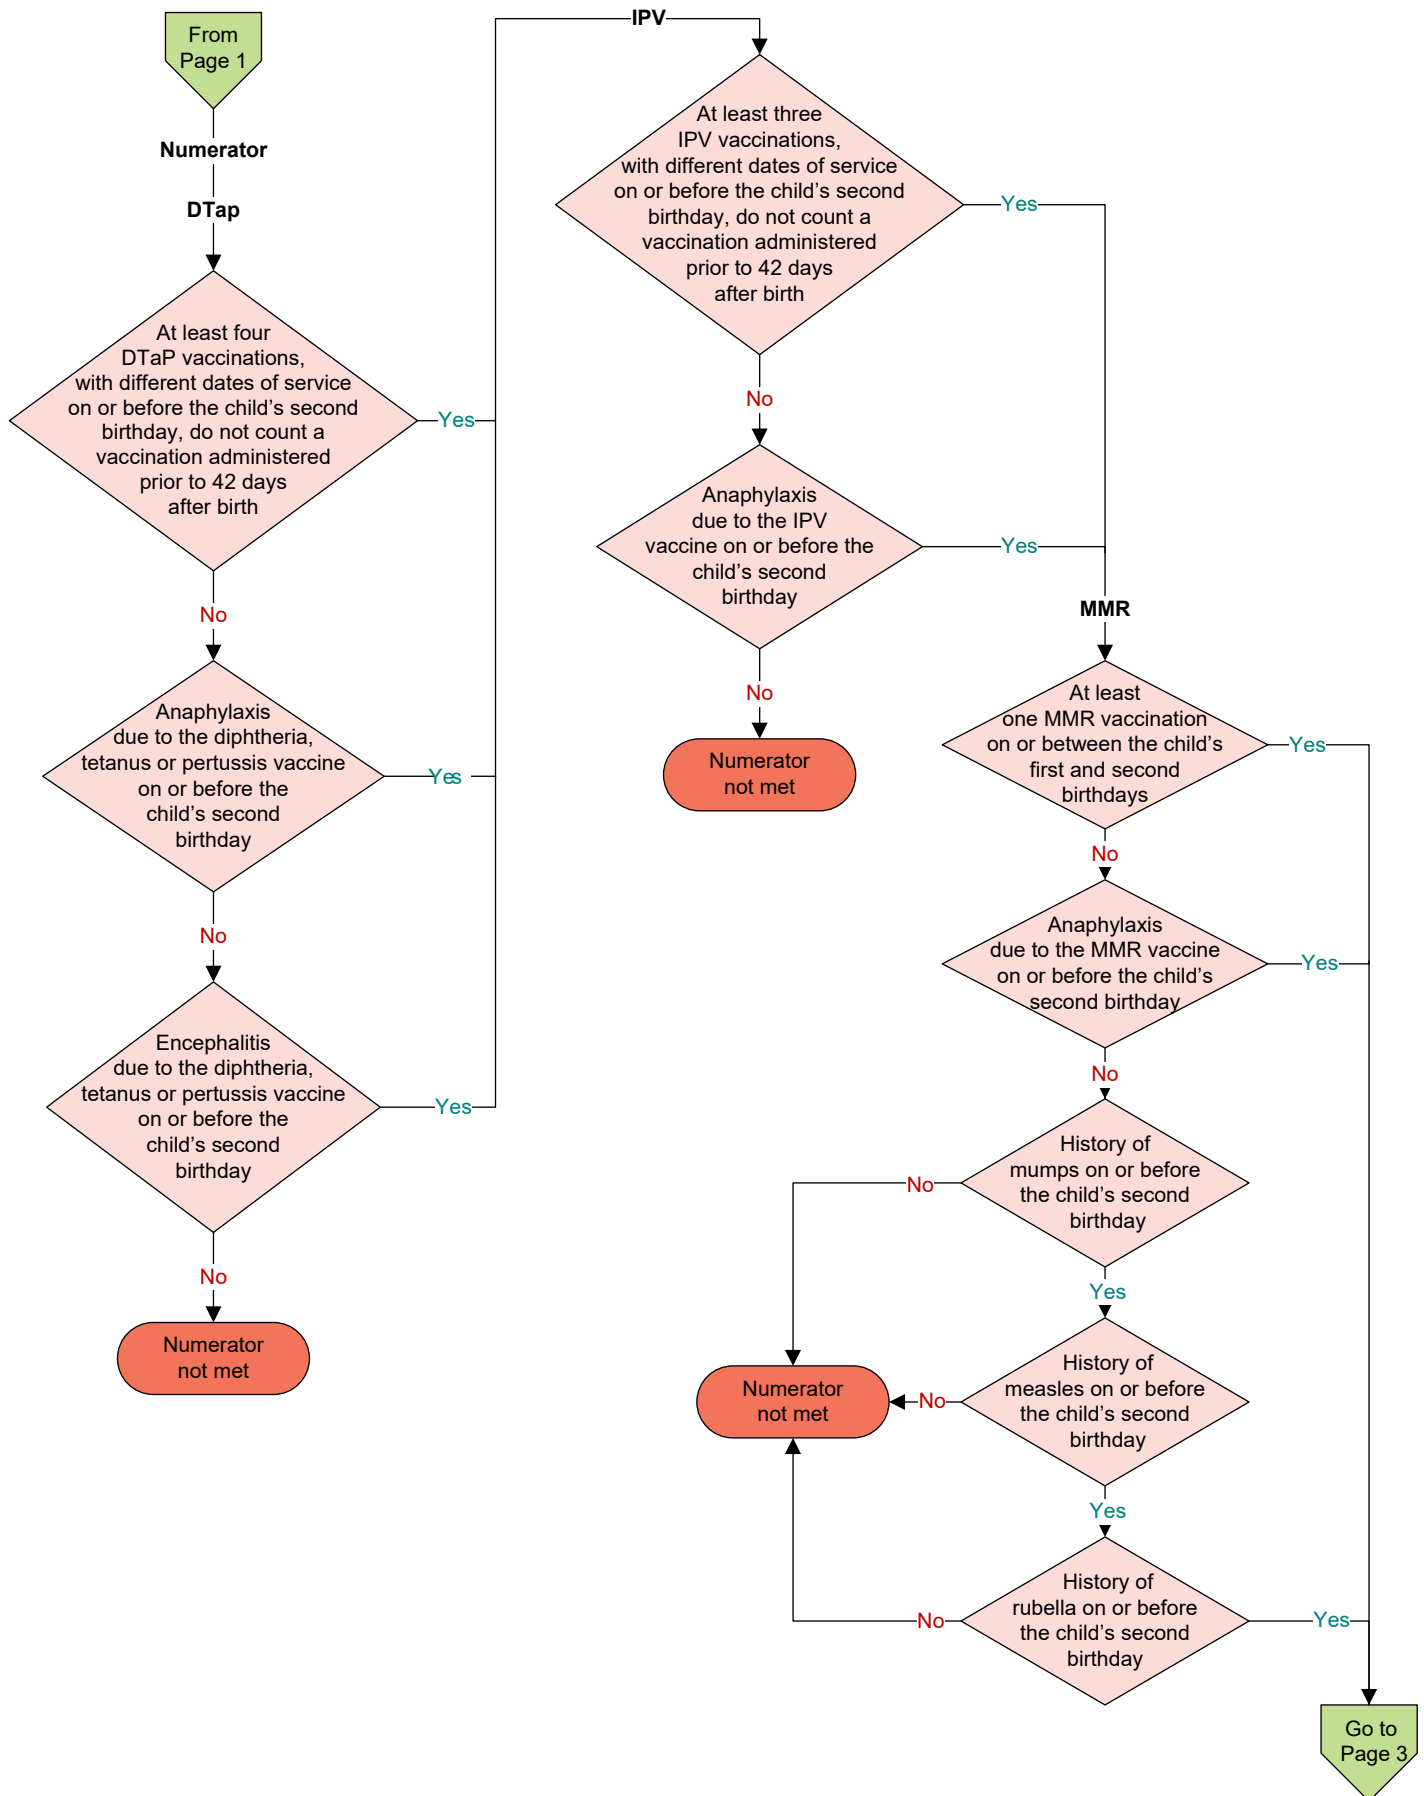 From
Page 1
Numerator
DTap
At least four
DTaP vaccinations,
with different dates of service
on or before the child's second
birthday, do not count a
vaccination administered
prior to 42 days
after birth
Yes
No
Anaphylaxis
due to the diphtheria,
tetanus or pertussis vaccine
on or before the
child's second
birthday
Yes
No
Encephalitis
due to the diphtheria,
tetanus or pertussis vaccine
on or before the
child's second
birthday
Yes
No
Numerator
not met
IPV
At least three
IPV vaccinations,
with different dates of service
on or before the child's second
birthday, do not count a
vaccination administered
prior to 42 days
after birth
Yes
No
Anaphylaxis
due to the IPV
vaccine on or before the
child's second
birthday
Yes
No
Numerator
not met
MMR
At least
one MMR vaccination
on or between the child's
first and second
birthdays
Yes
No
Anaphylaxis
due to the MMR vaccine
on or before the child's
second birthday
Yes
No
History of
mumps on or before
the child's second
birthday
No
Yes
History of
measles on or before
the child's second
birthday
No
Numerator
not met
Yes
History of
rubella on or before
the child's second
birthday
No
Yes
Go to
Page 3